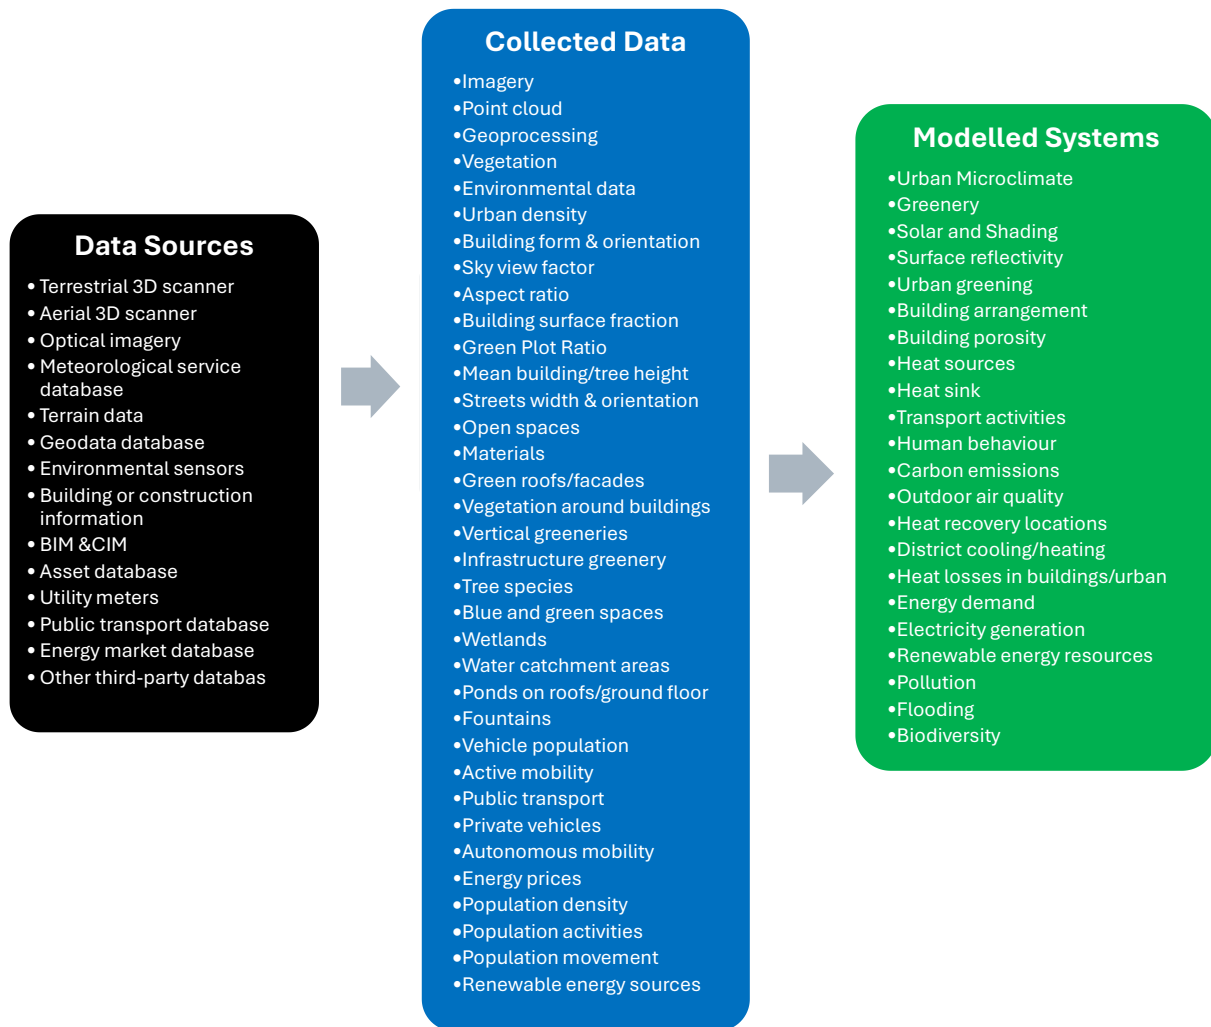 Data Sources
• Terrestrial 3D scanner
• Aerial 3D scanner
• Optical imagery
• Meteorological service
database
• Terrain data
• Geodata database
• Environmental sensors
• Building or construction
information
• BIM &CIM
• Asset database
• Utility meters
• Public transport database
• Energy market database
• Other third-party databas
Collected Data
•Imagery
•Point cloud
•Geoprocessing
•Vegetation
•Environmental data
•Urban density
•Building form & orientation
•Sky view factor
•Aspect ratio
•Building surface fraction
•Green Plot Ratio
•Mean building/tree height
•Streets width & orientation
•Open spaces
•Materials
•Green roofs/facades
•Vegetation around buildings
•Vertical greeneries
•Infrastructure greenery
•Tree species
•Blue and green spaces
•Wetlands
•Water catchment areas
•Ponds on roofs/ground floor
•Fountains
•Vehicle population
•Active mobility
•Public transport
•Private vehicles
•Autonomous mobility
•Energy prices
•Population density
•Population activities
•Population movement
•Renewable energy sources
Modelled Systems
•Urban Microclimate
•Greenery
•Solar and Shading
•Surface reflectivity
•Urban greening
•Building arrangement
•Building porosity
•Heat sources
•Heat sink
•Transport activities
•Human behaviour
•Carbon emissions
•Outdoor air quality
•Heat recovery locations
•District cooling/heating
•Heat losses in buildings/urban
•Energy demand
•Electricity generation
•Renewable energy resources
•Pollution
•Flooding
•Biodiversity